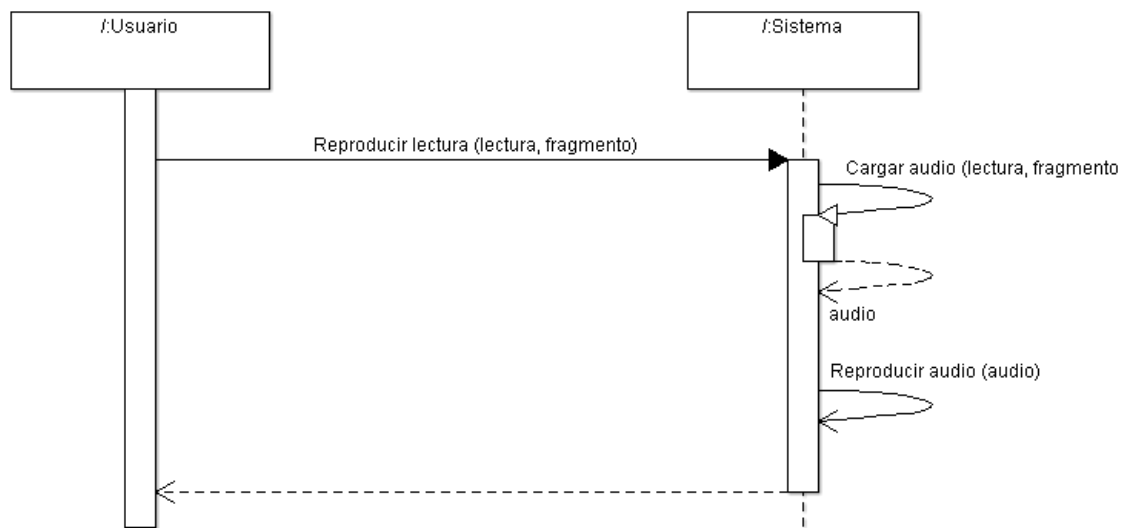 /:Usuario
/:Sistema
Reproducir lectura (lectura, fragmento)
Cargar audio (lectura, fragmento
audio
Reproducir audio (audio)